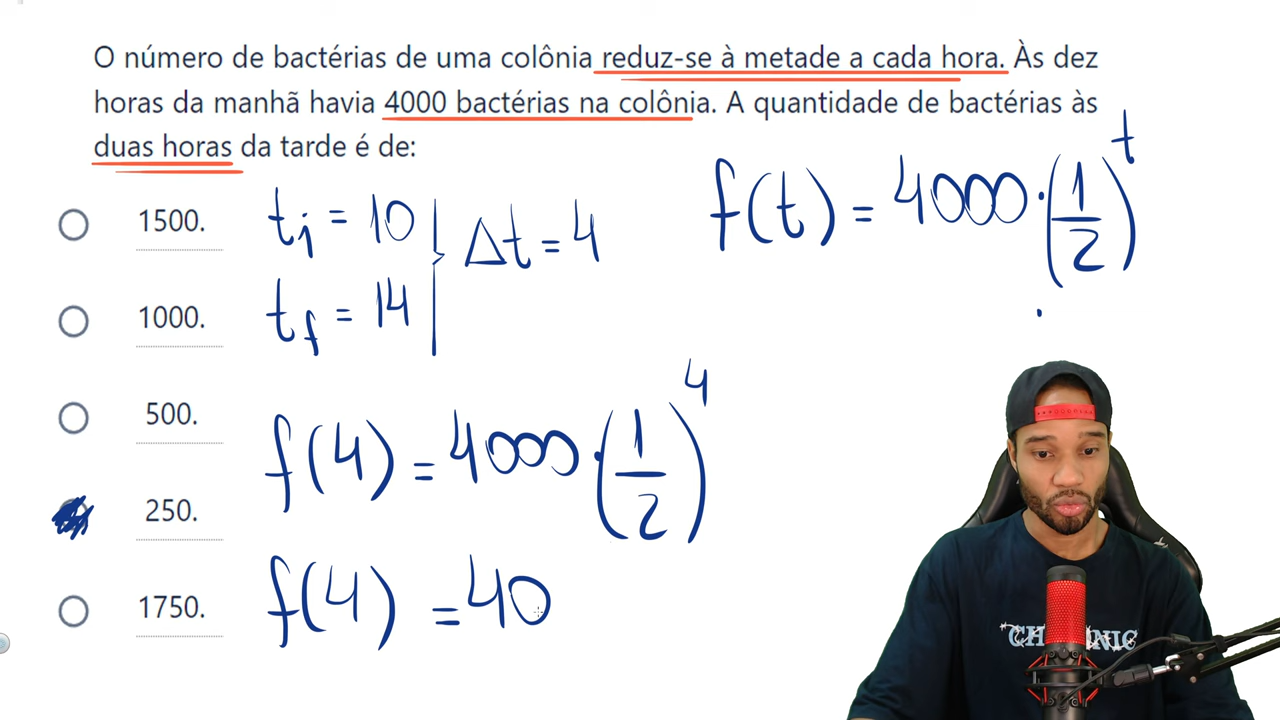 O número de bactérias de uma colônia reduz-se à metade a cada hora. Às dez
horas da manhã havia 4000 bactérias na colônia. A quantidade de bactérias às
duas horas da tarde é de:
1500.
1000.
500.
250.
1750.
ti = 10
tf = 14
Δt = 4
f(t) = 4000 · (1/2)^t
f(4) = 4000 · (1/2)^4
f(4) = 40